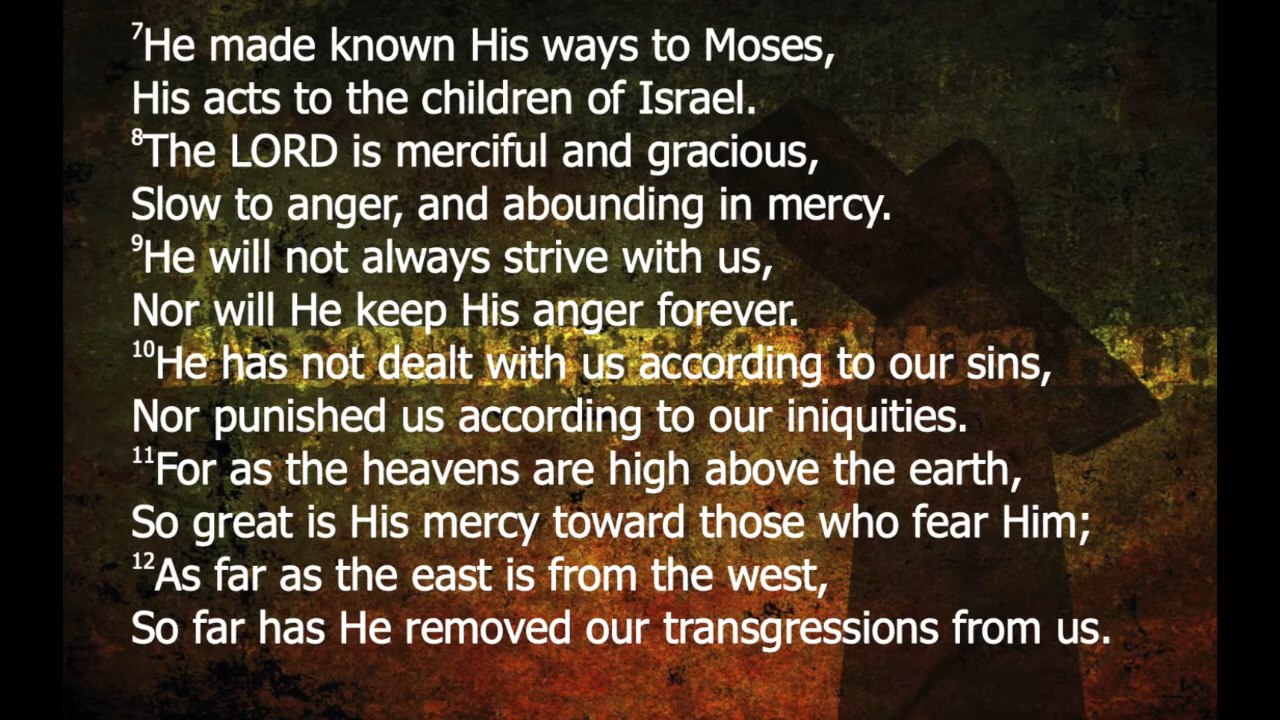 7He made known His ways to Moses,
His acts to the children of Israel.
8The LORD is merciful and gracious,
Slow to anger, and abounding in mercy.
9He will not always strive with us,
Nor will He keep His anger forever.
10He has not dealt with us according to our sins,
Nor punished us according to our iniquities.
11For as the heavens are high above the earth,
So great is His mercy toward those who fear Him;
12As far as the east is from the west,
So far has He removed our transgressions from us.